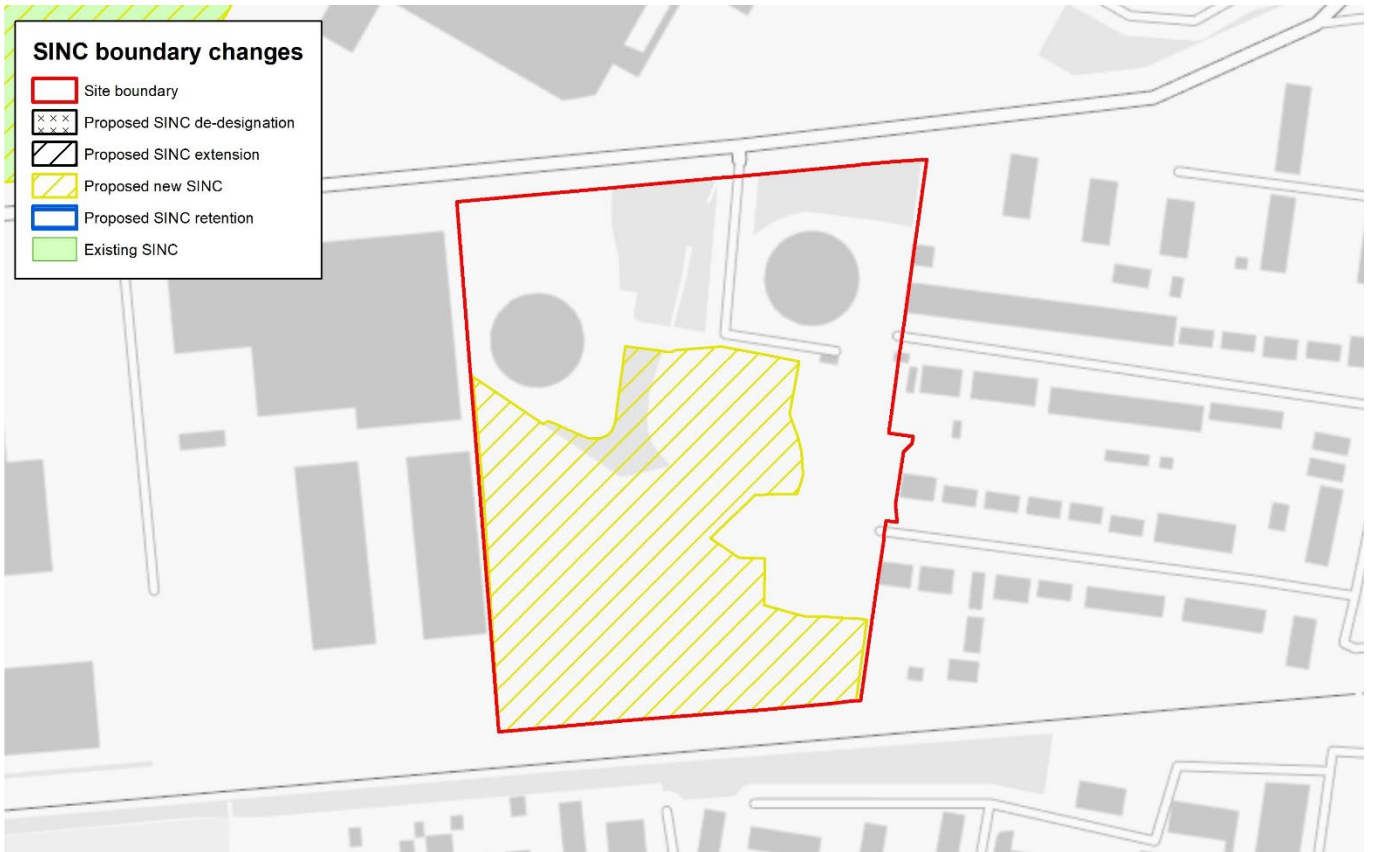 SINC boundary changes
Site boundary
Proposed SINC de-designation
Proposed SINC extension
Proposed new SINC
Proposed SINC retention
Existing SINC